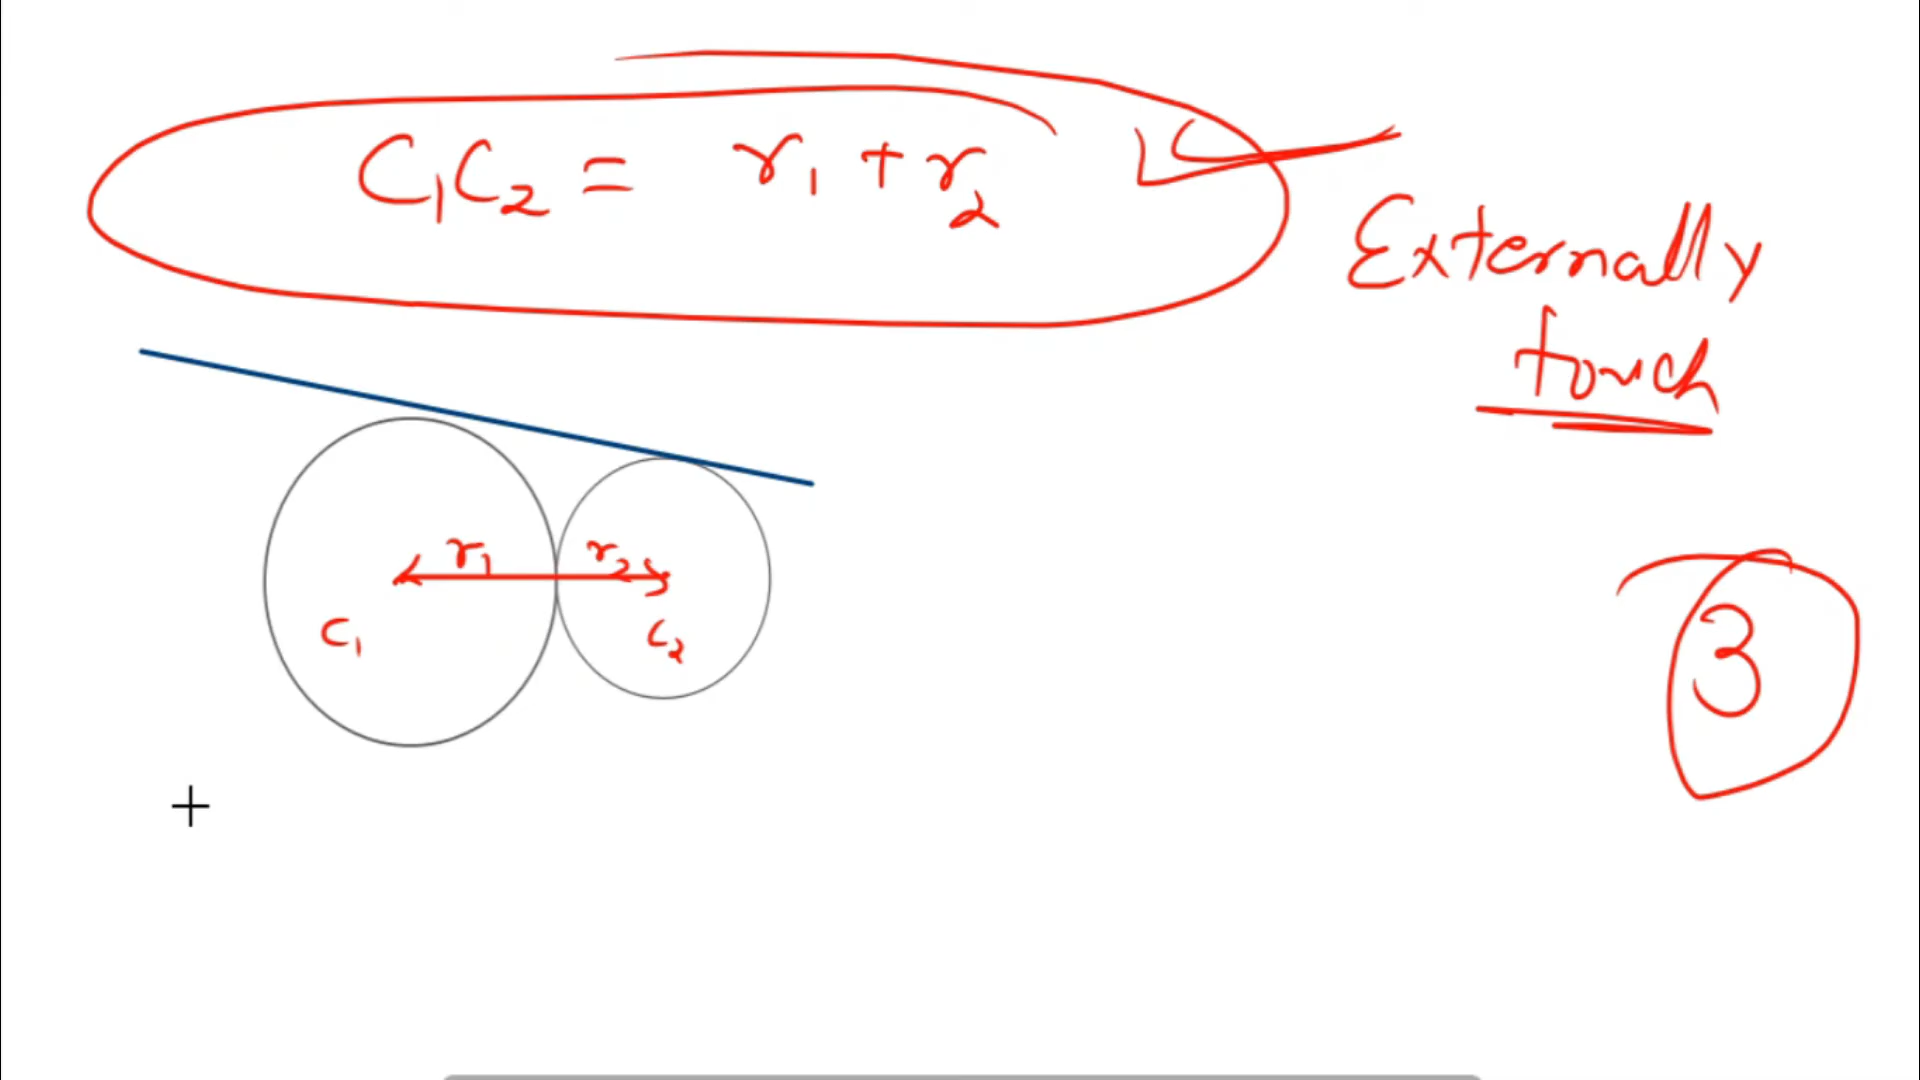 C₁C₂ = r₁ + r₂
Externally
touch
r₁ r₂
C₁ C₂
3